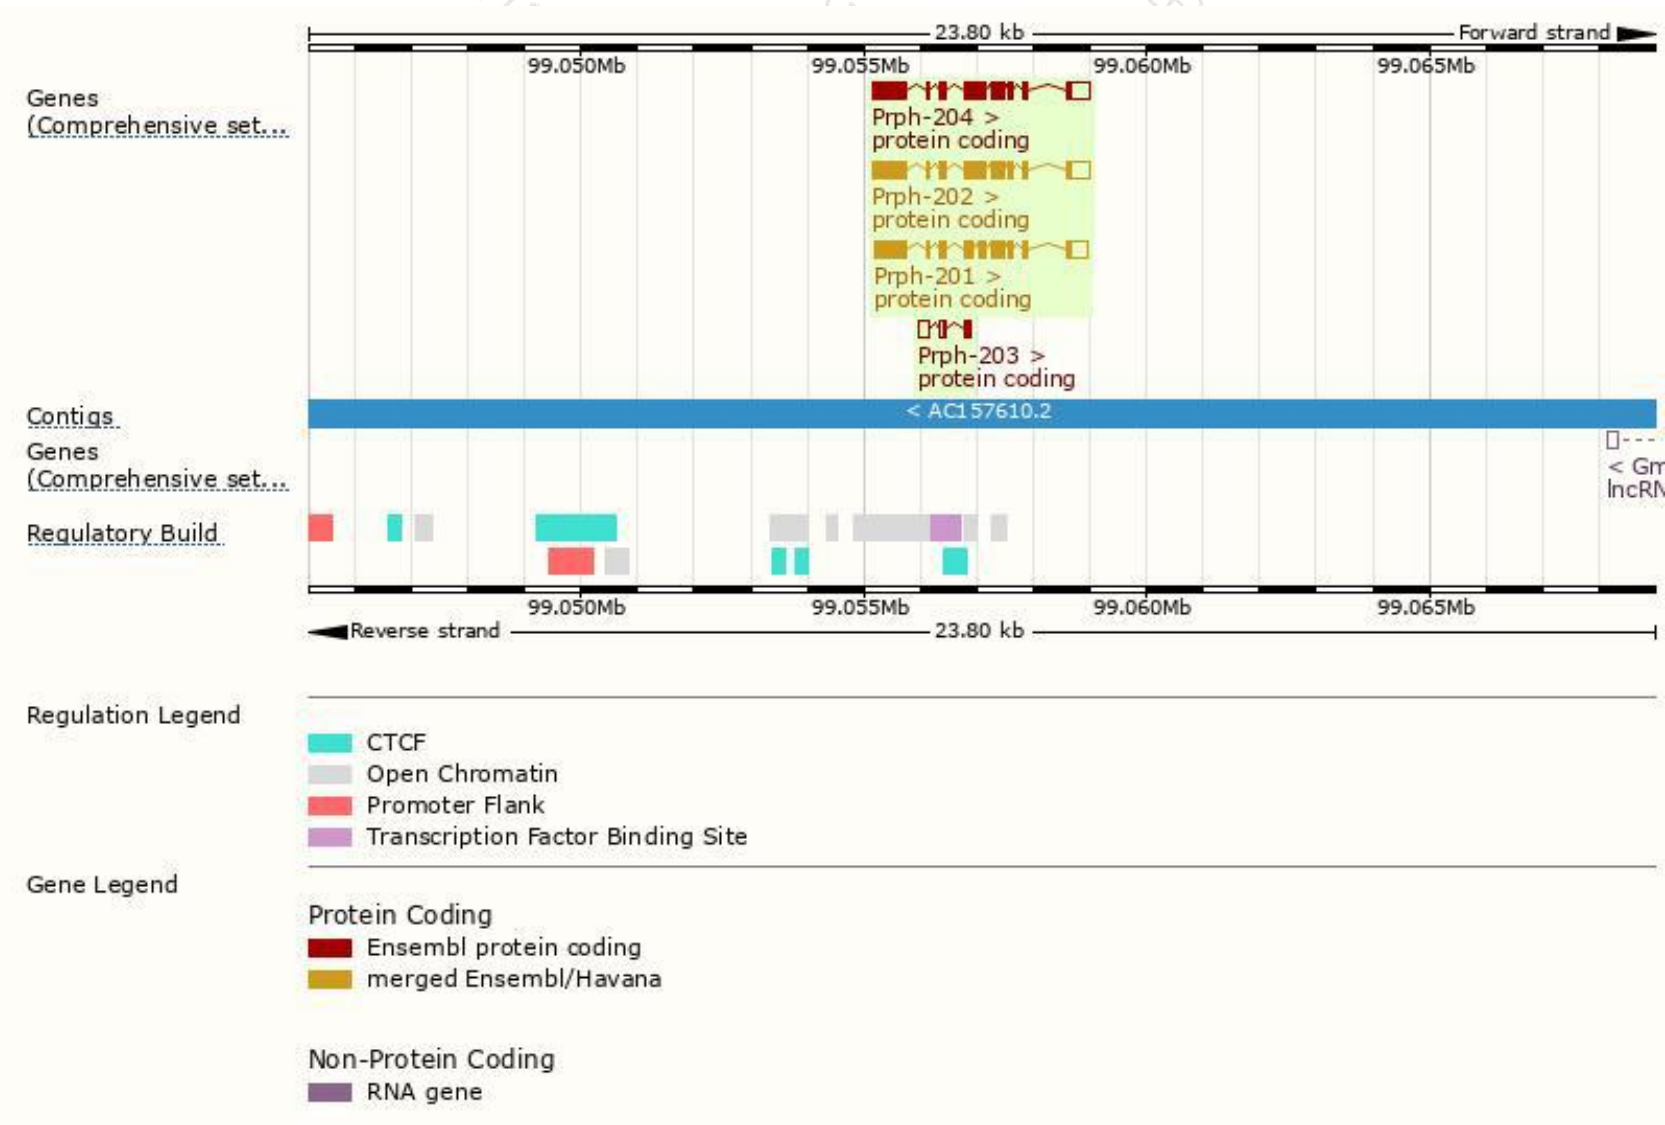 23.80 kb
Forward strand
99.050Mb 99.055Mb 99.060Mb 99.065Mb
Genes
(Comprehensive set...
Prph-204 >
protein coding
Prph-202 >
protein coding
Prph-201 >
protein coding
Prph-203 >
protein coding
Contigs
< AC157610.2
Genes
(Comprehensive set...
< Gm
lncRN
Regulatory Build
99.050Mb 99.055Mb 99.060Mb 99.065Mb
Reverse strand
23.80 kb
Regulation Legend
CTCF
Open Chromatin
Promoter Flank
Transcription Factor Binding Site
Gene Legend
Protein Coding
Ensembl protein coding
merged Ensembl/Havana
Non-Protein Coding
RNA gene